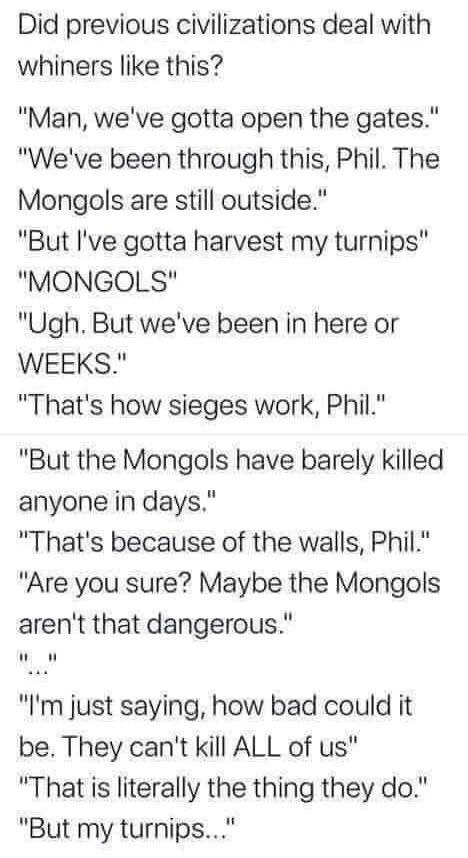 Did previous civilizations deal with
whiners like this?
"Man, we've gotta open the gates."
"We've been through this, Phil. The
Mongols are still outside."
"But I've gotta harvest my turnips"
"MONGOLS"
"Ugh. But we've been in here or
WEEKS."
"That's how sieges work, Phil."
"But the Mongols have barely killed
anyone in days."
"That's because of the walls, Phil."
"Are you sure? Maybe the Mongols
aren't that dangerous."
"..."
"I'm just saying, how bad could it
be. They can't kill ALL of us"
"That is literally the thing they do."
"But my turnips..."